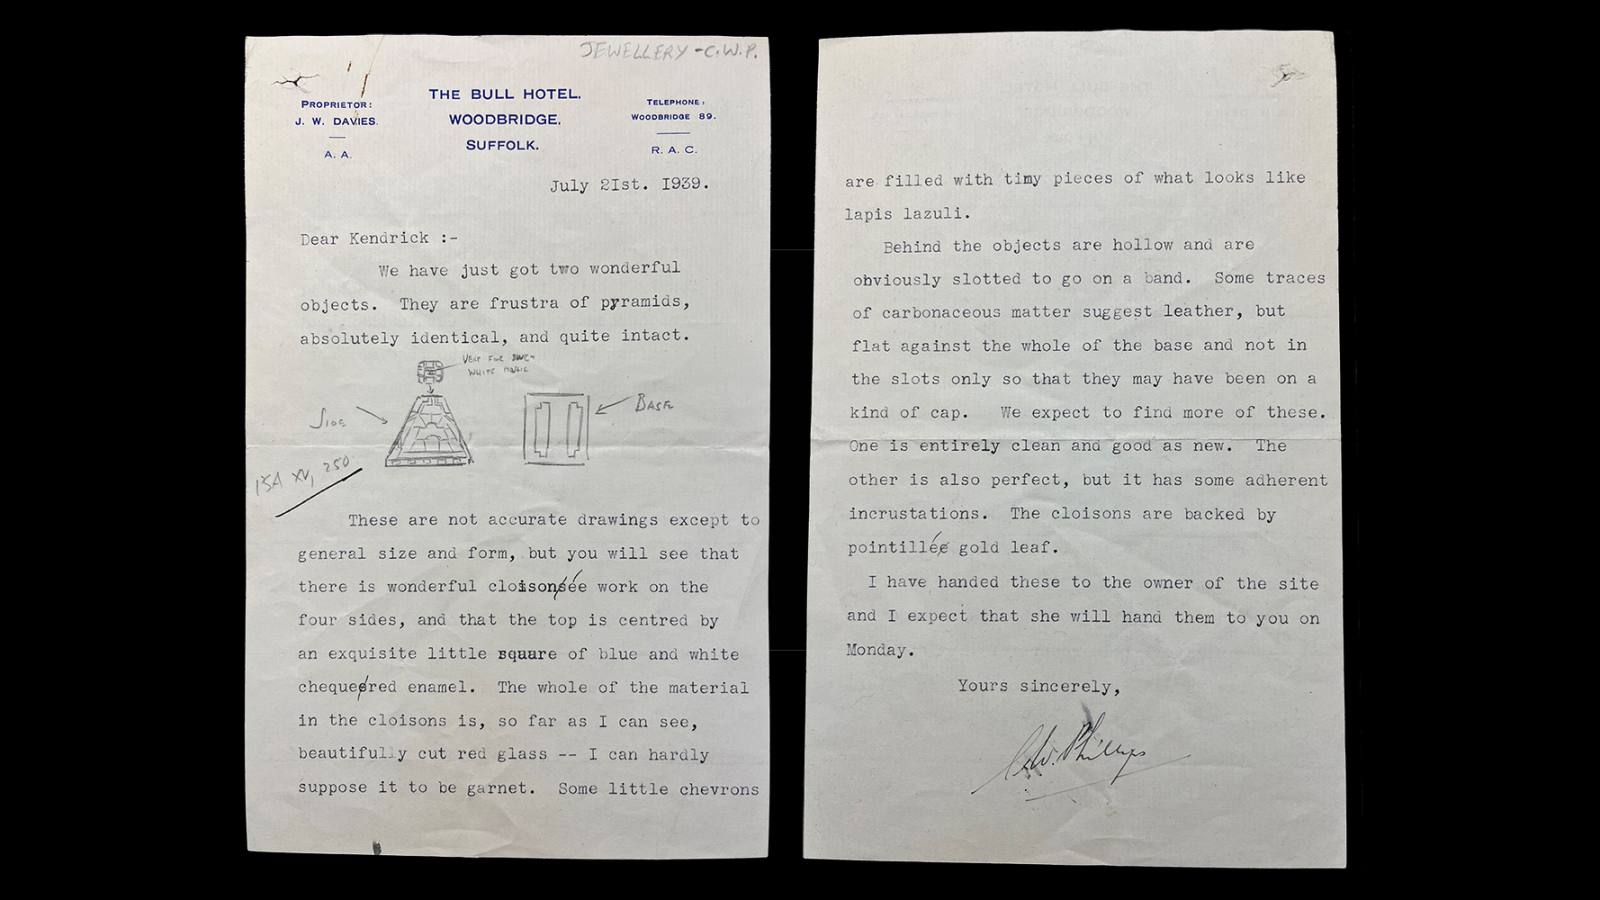 JEWELLERY - C.W.P.
PROPRIETOR:
J. W. DAVIES.
A. A.
THE BULL HOTEL.
WOODBRIDGE,
SUFFOLK.
TELEPHONE,
WOODBRIDGE 89.
R. A. C.
July 2Ist. I939.
Dear Kendrick :-
We have just got two wonderful
objects. They are frustra of pyramids,
absolutely identical, and quite intact.
VERY FINE BLUE-
WHITE MOSAIC
SIDE
BASE
XV, 250
These are not accurate drawings except to
general size and form, but you will see that
there is wonderful cloisonée work on the
four sides, and that the top is centred by
an exquisite little square of blue and white
chequered enamel. The whole of the material
in the cloisons is, so far as I can see,
beautifully cut red glass -- I can hardly
suppose it to be garnet. Some little chevrons
are filled with tiny pieces of what looks like
lapis lazuli.
Behind the objects are hollow and are
obviously slotted to go on a band. Some traces
of carbonaceous matter suggest leather, but
flat against the whole of the base and not in
the slots only so that they may have been on a
kind of cap. We expect to find more of these.
One is entirely clean and good as new. The
other is also perfect, but it has some adherent
incrustations. The cloisons are backed by
pointillé gold leaf.
I have handed these to the owner of the site
and I expect that she will hand them to you on
Monday.
Yours sincerely,
C.W. Phillips